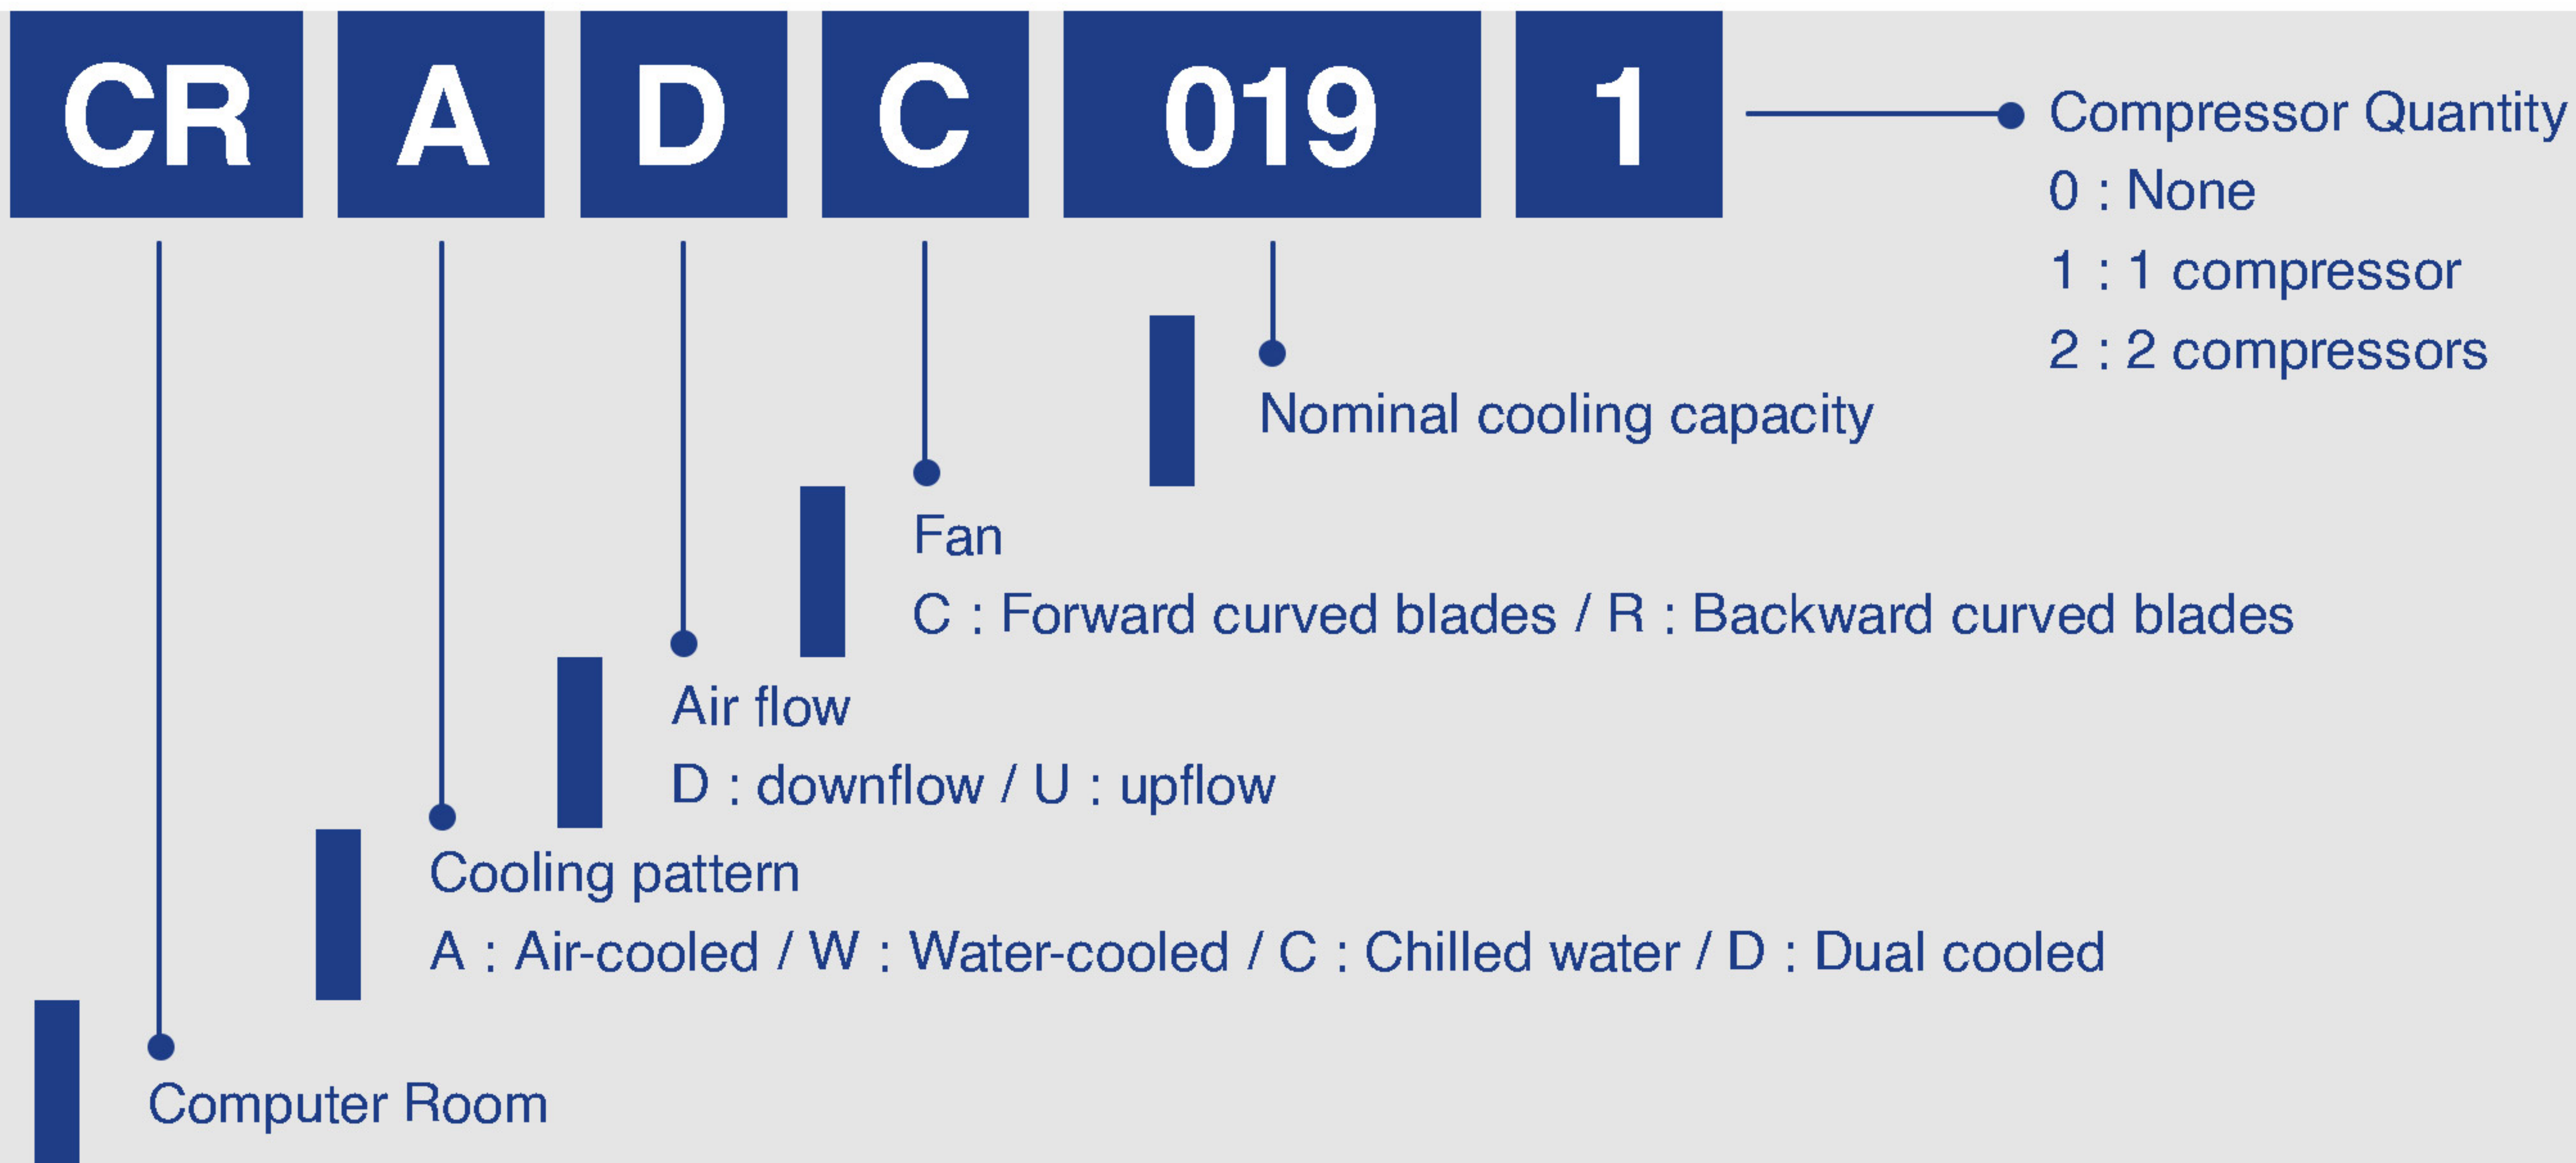 CR A D C 019 1
Compressor Quantity
0 : None
1 : 1 compressor
2 : 2 compressors
Nominal cooling capacity
Fan
C : Forward curved blades / R : Backward curved blades
Air flow
D : downflow / U : upflow
Cooling pattern
A : Air-cooled / W : Water-cooled / C : Chilled water / D : Dual cooled
Computer Room